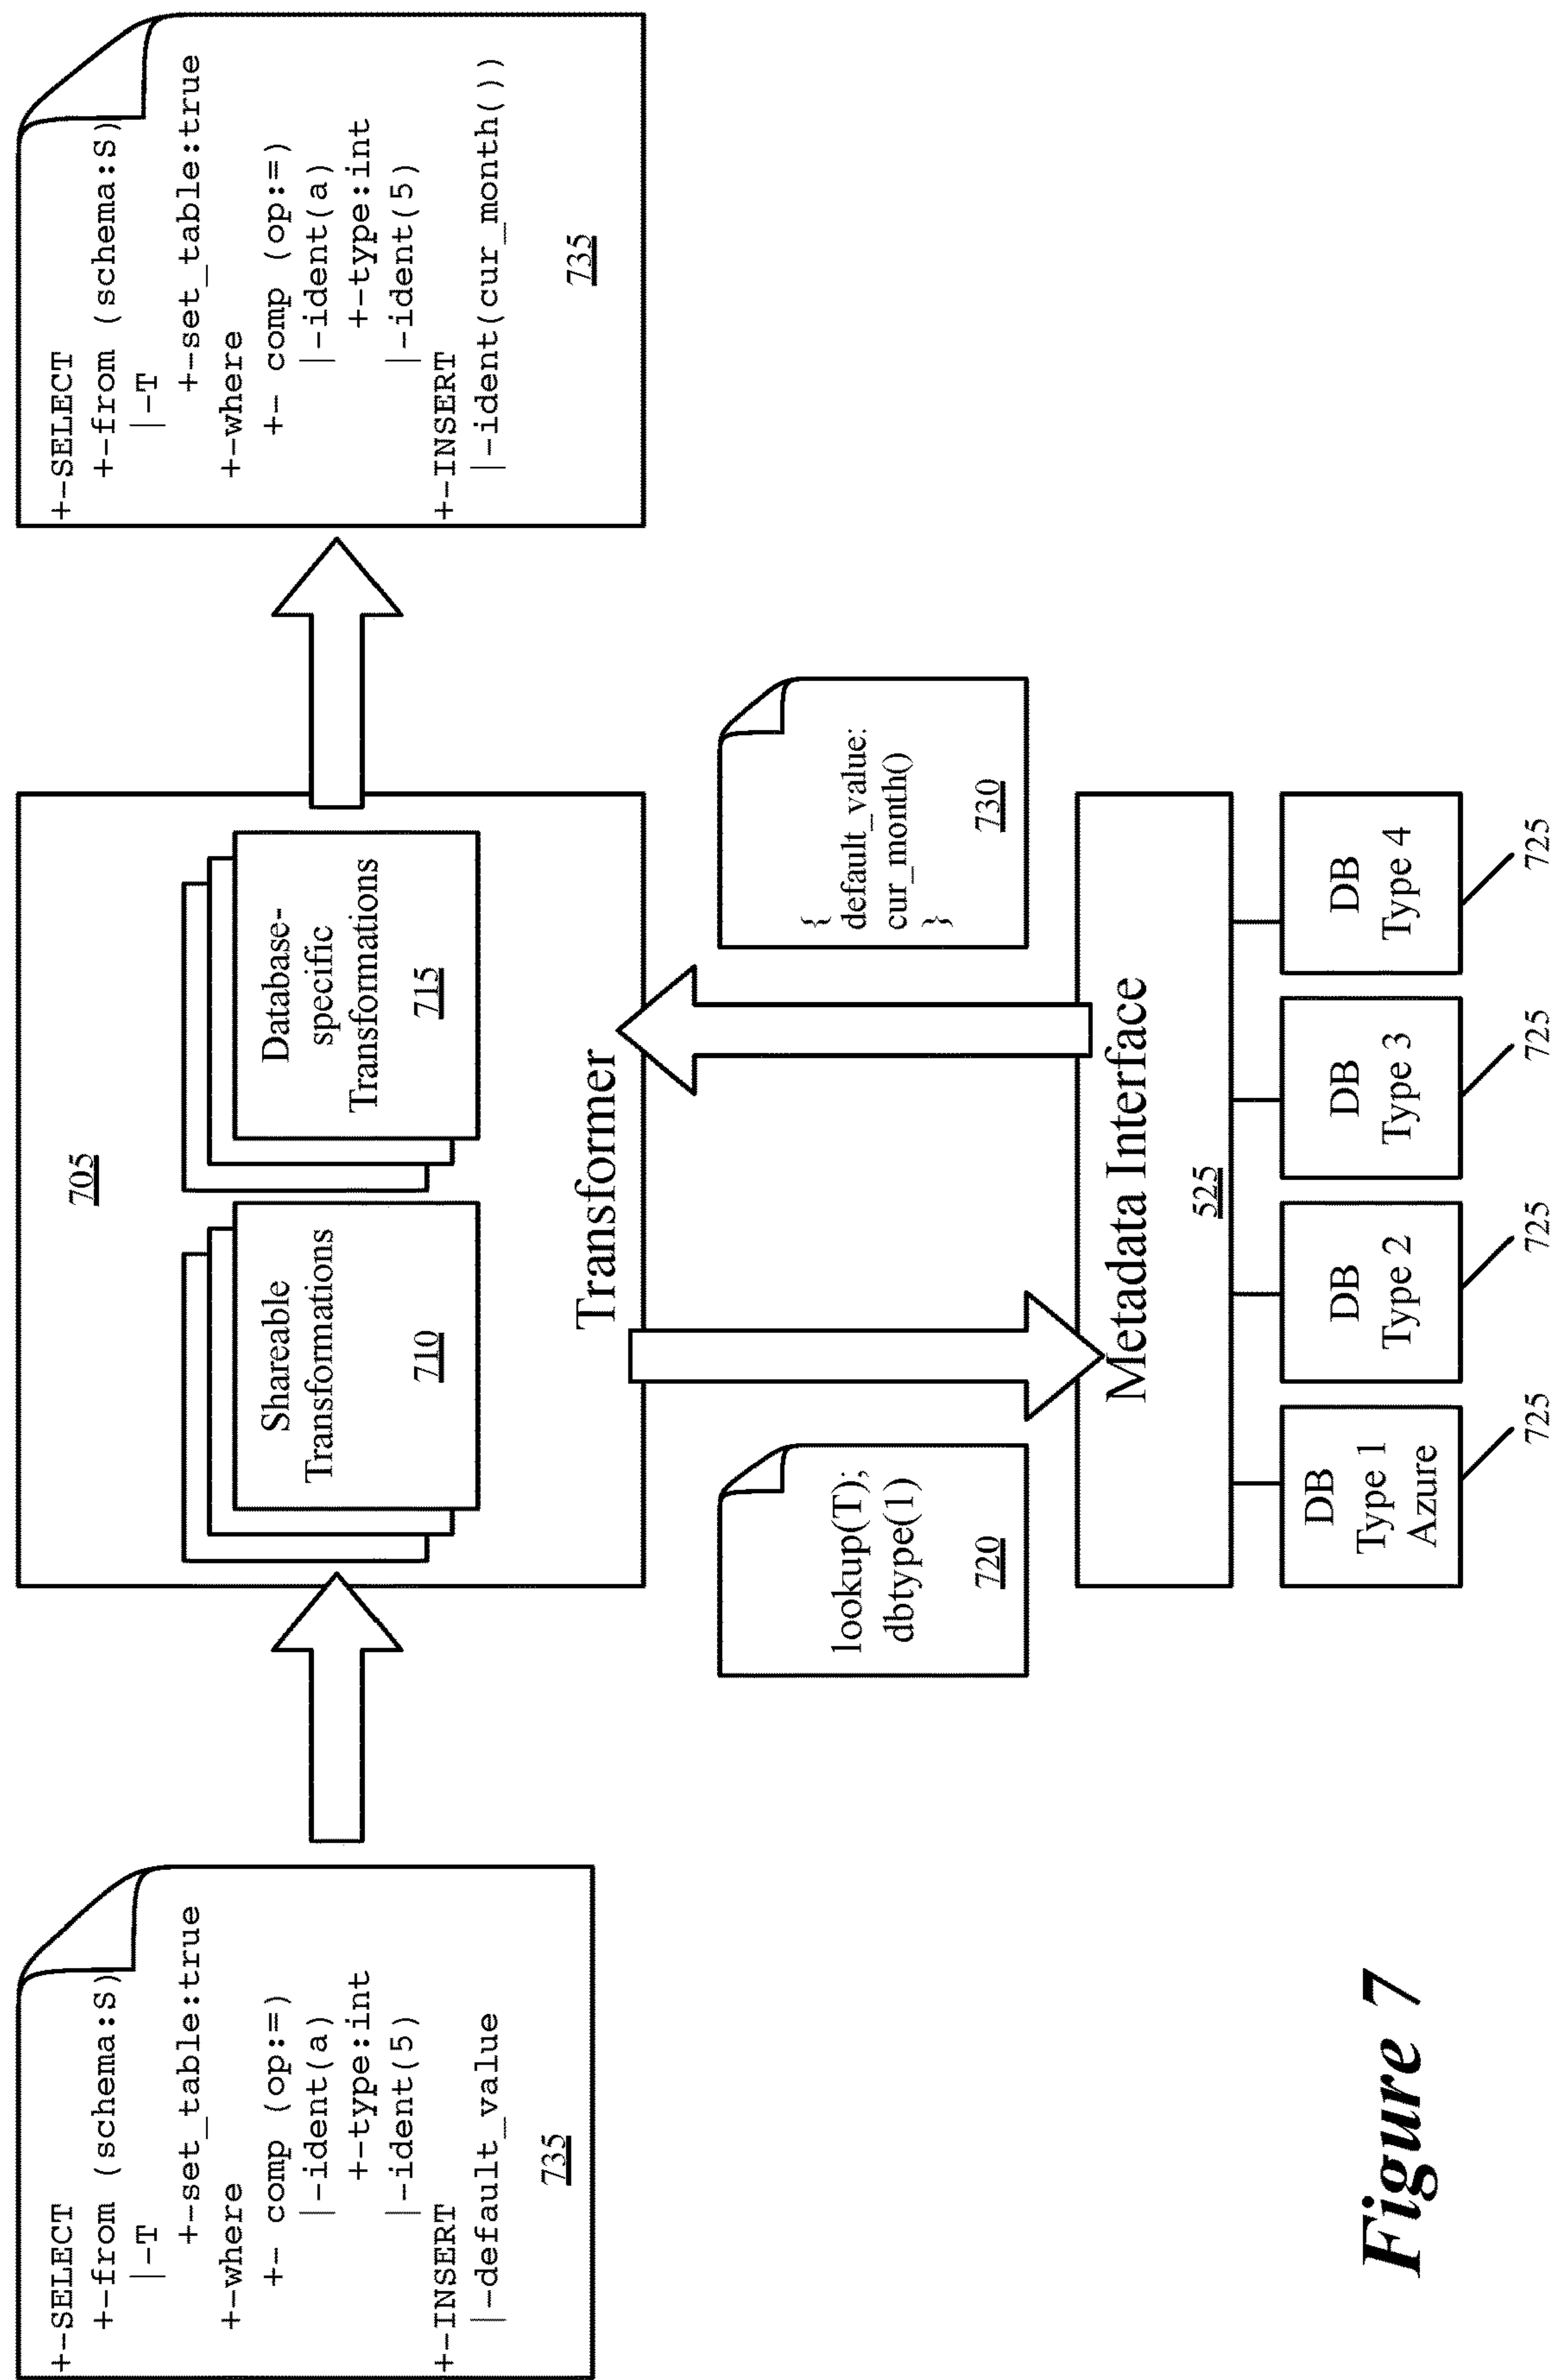 +-SELECT
+-from (schema:S)
|-T
+-set_table:true
+-where
+- comp (op:=)
|-ident(a)
+-type:int
|-ident(5)
+-INSERT
|-default_value
735
705
Shareable
Transformations
710
Database-
specific
Transformations
715
Transformer
+-SELECT
+-from (schema:S)
|-T
+-set_table:true
+-where
+- comp (op:=)
|-ident(a)
+-type:int
|-ident(5)
+-INSERT
|-ident(cur_month())
735
lookup(T);
dbtype(1)
720
{
default_value:
cur_month()
}
730
Metadata Interface
525
DB
Type 1
Azure
725
DB
Type 2
725
DB
Type 3
725
DB
Type 4
725
Figure 7